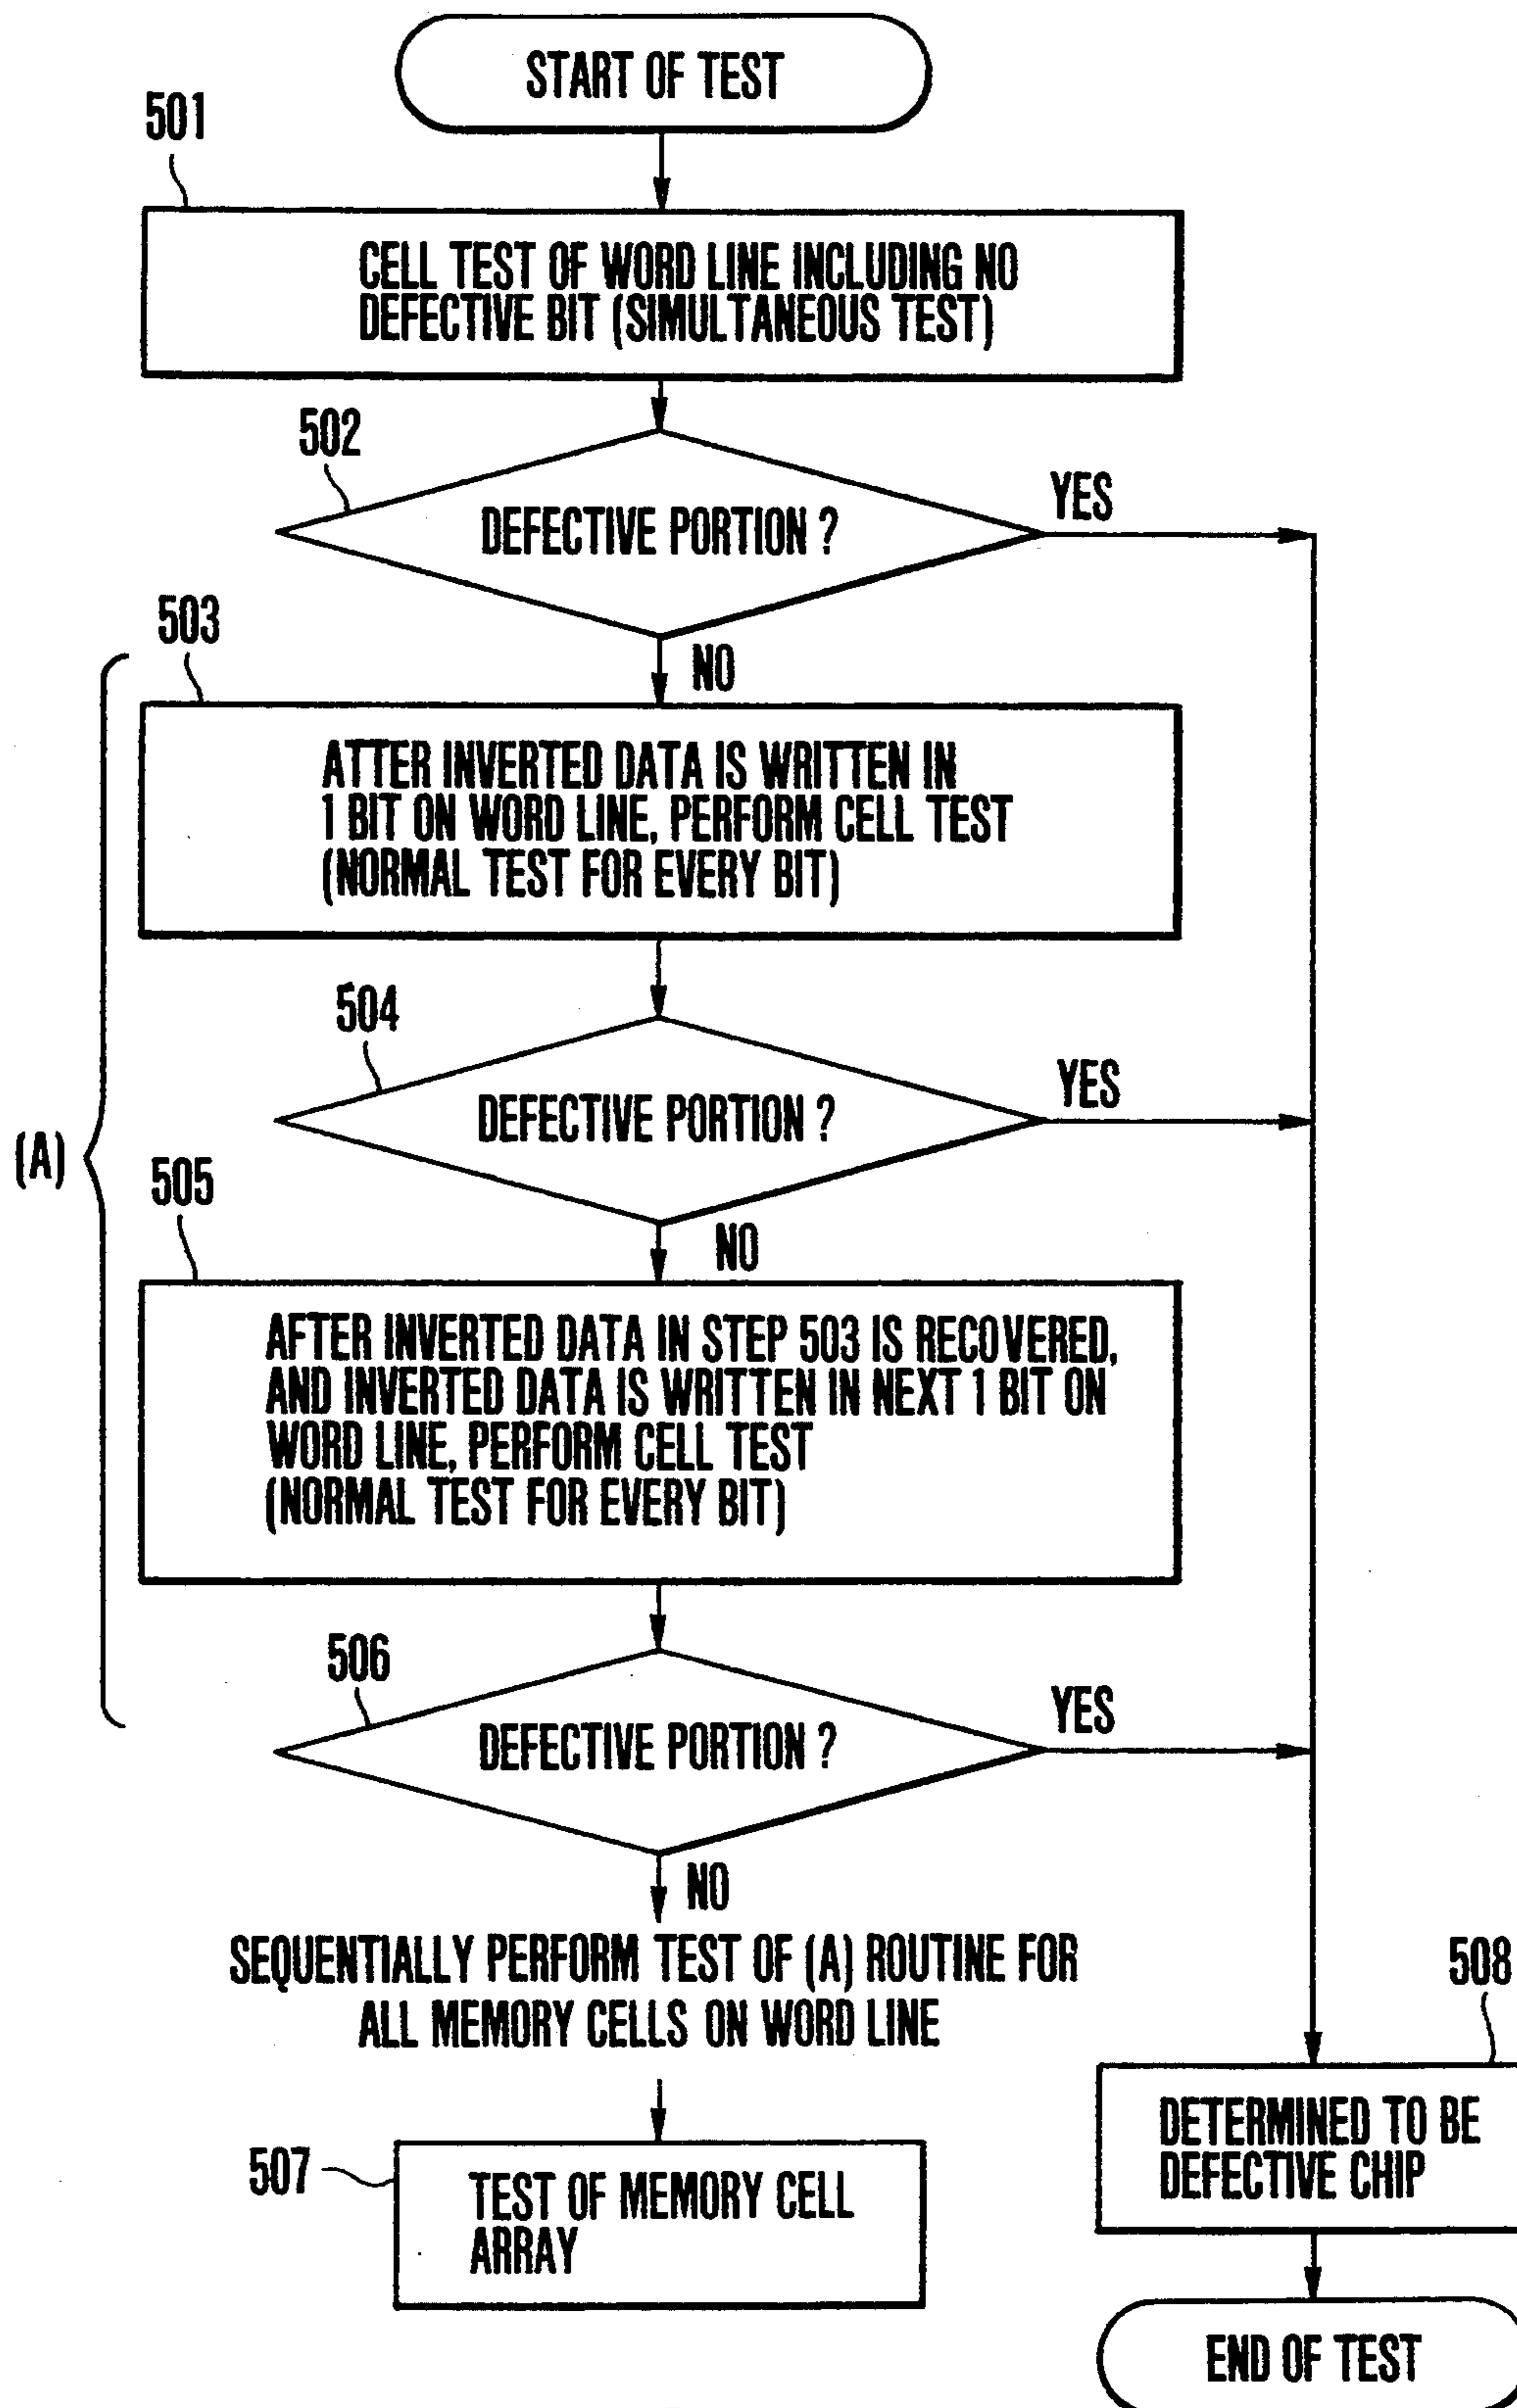 START OF TEST
501
CELL TEST OF WORD LINE INCLUDING NO
DEFECTIVE BIT (SIMULTANEOUS TEST)
502
DEFECTIVE PORTION ?
YES
NO
503
ATTER INVERTED DATA IS WRITTEN IN
1 BIT ON WORD LINE, PERFORM CELL TEST
(NORMAL TEST FOR EVERY BIT)
504
DEFECTIVE PORTION ?
YES
NO
(A)
505
AFTER INVERTED DATA IN STEP 503 IS RECOVERED,
AND INVERTED DATA IS WRITTEN IN NEXT 1 BIT ON
WORD LINE, PERFORM CELL TEST
(NORMAL TEST FOR EVERY BIT)
506
DEFECTIVE PORTION ?
YES
NO
SEQUENTIALLY PERFORM TEST OF (A) ROUTINE FOR
ALL MEMORY CELLS ON WORD LINE
507
TEST OF MEMORY CELL
ARRAY
508
DETERMINED TO BE
DEFECTIVE CHIP
END OF TEST